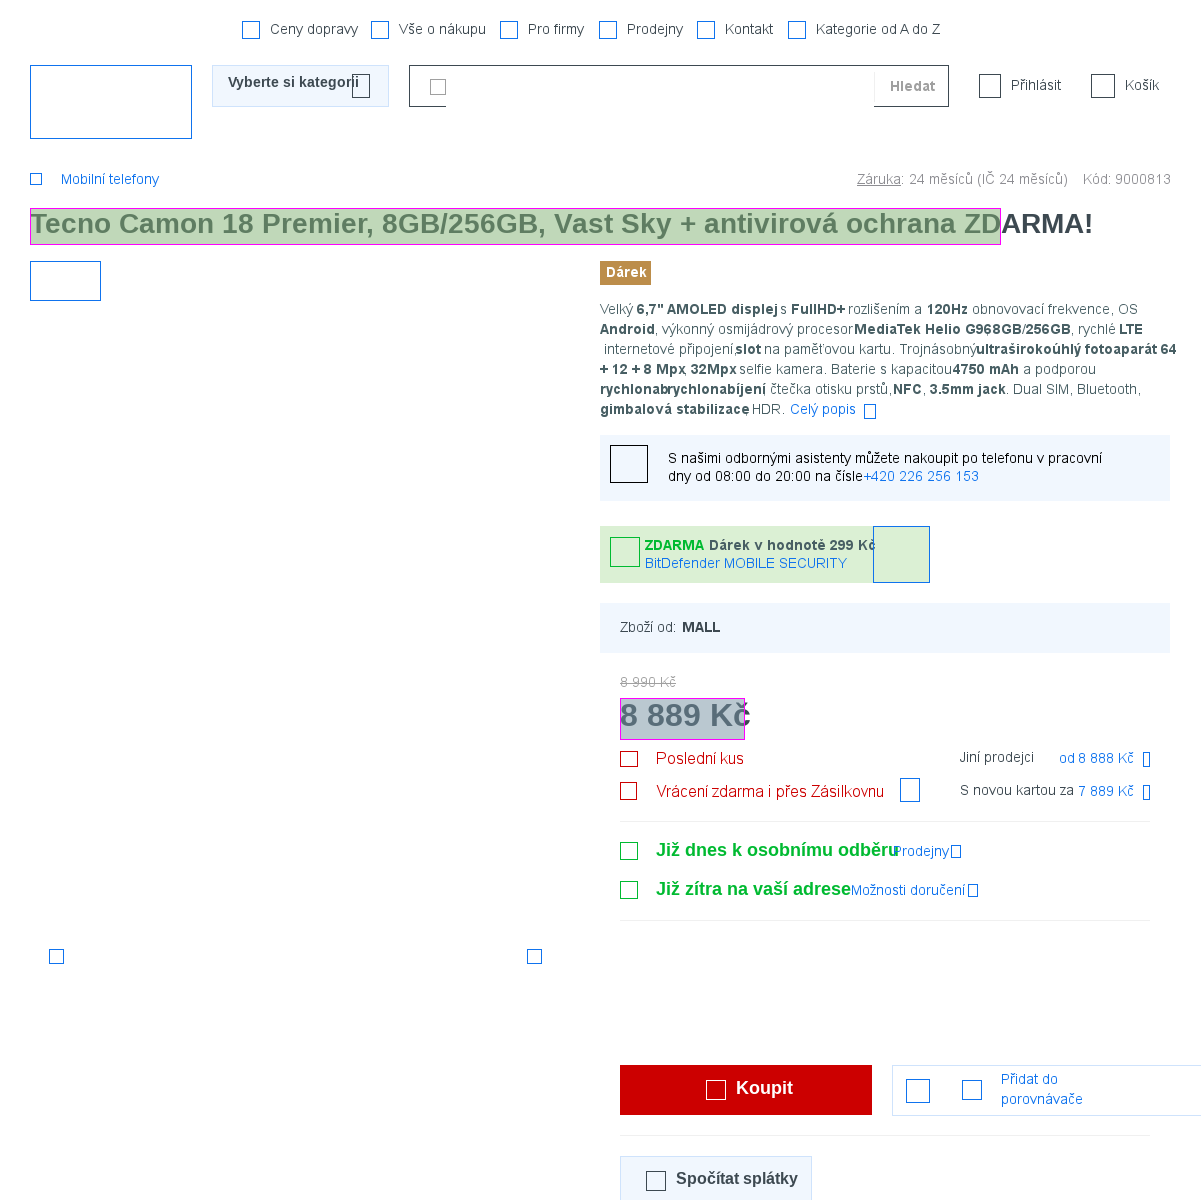 Ceny dopravy Vše o nákupu Pro firmy Prodejny Kontakt Kategorie od A do Z
Vyberte si kategorii Hledat Přihlásit Košík
Mobilní telefony Záruka: 24 měsíců (IČ 24 měsíců) Kód: 9000813
Tecno Camon 18 Premier, 8GB/256GB, Vast Sky + antivirová ochrana ZDARMA!
Dárek
Velký 6,7" AMOLED displej s FullHD+ rozlišením a 120Hz obnovovací frekvence, OS
Android, výkonný osmijádrový procesor MediaTek Helio G96 8GB/256GB, rychlé LTE
internetové připojení, slot na paměťovou kartu. Trojnásobný ultraširokoúhlý fotoaparát 64
+ 12 + 8 Mpx, 32Mpx selfie kamera. Baterie s kapacitou 4750 mAh a podporou
rychlonabrychlonabíjení, čtečka otisku prstů, NFC, 3.5mm jack. Dual SIM, Bluetooth,
gimbalová stabilizace, HDR. Celý popis
S našimi odbornými asistenty můžete nakoupit po telefonu v pracovní
dny od 08:00 do 20:00 na čísle +420 226 256 153
ZDARMA Dárek v hodnotě 299 Kč
BitDefender MOBILE SECURITY
Zboží od: MALL
8 990 Kč
8 889 Kč
Poslední kus Jiní prodejci od 8 888 Kč
Vrácení zdarma i přes Zásilkovnu S novou kartou za 7 889 Kč
Již dnes k osobnímu odběru Prodejny
Již zítra na vaší adrese Možnosti doručení
Koupit Přidat do
porovnávače
Spočítat splátky